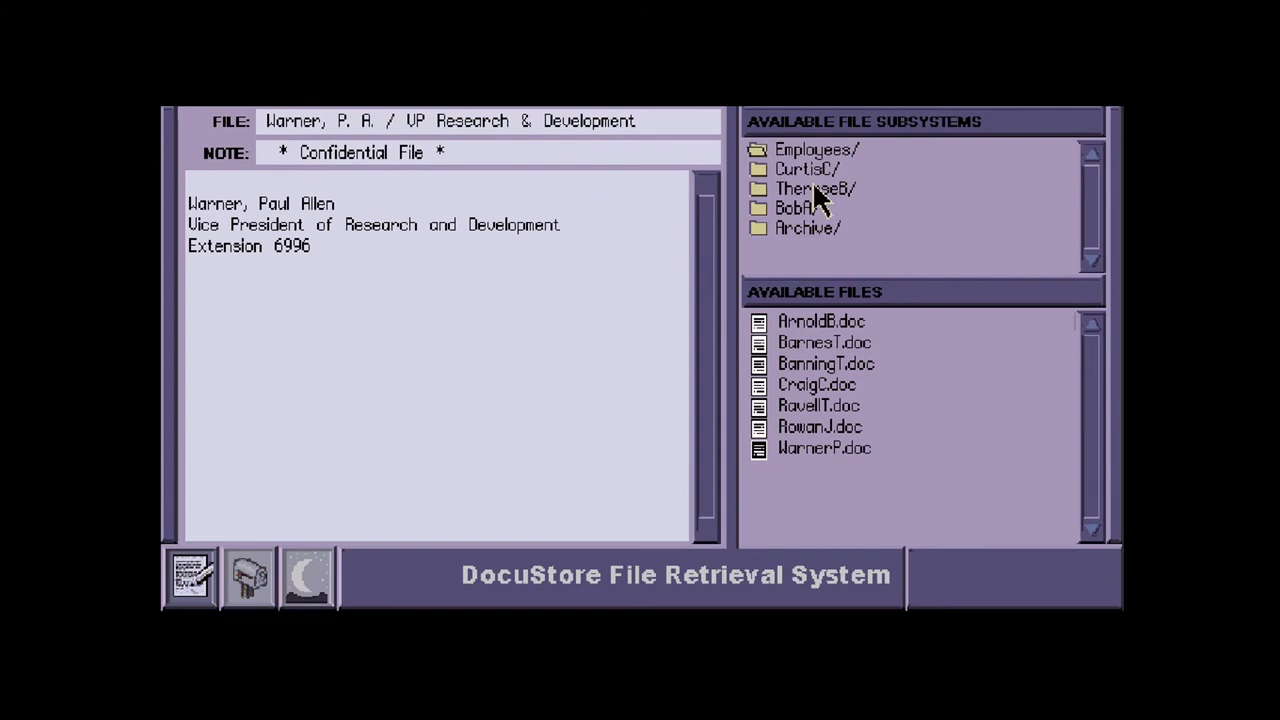 FILE: Warner, P. A. / VP Research & Development
NOTE: * Confidential File *
Warner, Paul Allen
Vice President of Research and Development
Extension 6996
AVAILABLE FILE SUBSYSTEMS
Employees/
CurtisC/
ThereseB/
BobA/
Archive/
AVAILABLE FILES
ArnoldB.doc
BarnesT.doc
BanningT.doc
CraigC.doc
RavellT.doc
RowanJ.doc
WarnerP.doc
DocuStore File Retrieval System